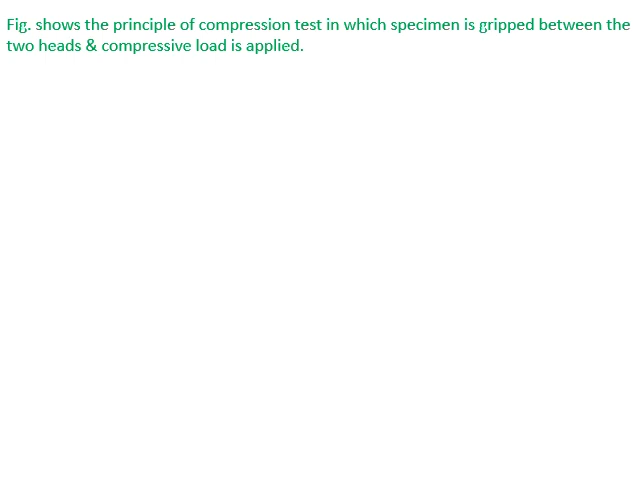 Fig. shows the principle of compression test in which specimen is gripped between the
two heads & compressive load is applied.